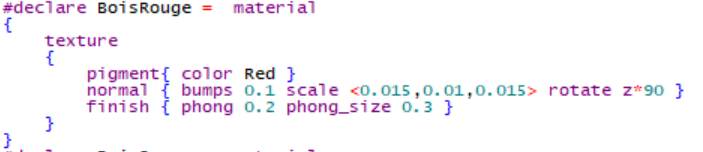 #declare BoisRouge = material
{
texture
{
pigment{ color Red }
normal { bumps 0.1 scale <0.015,0.01,0.015> rotate z*90 }
finish { phong 0.2 phong_size 0.3 }
}
}